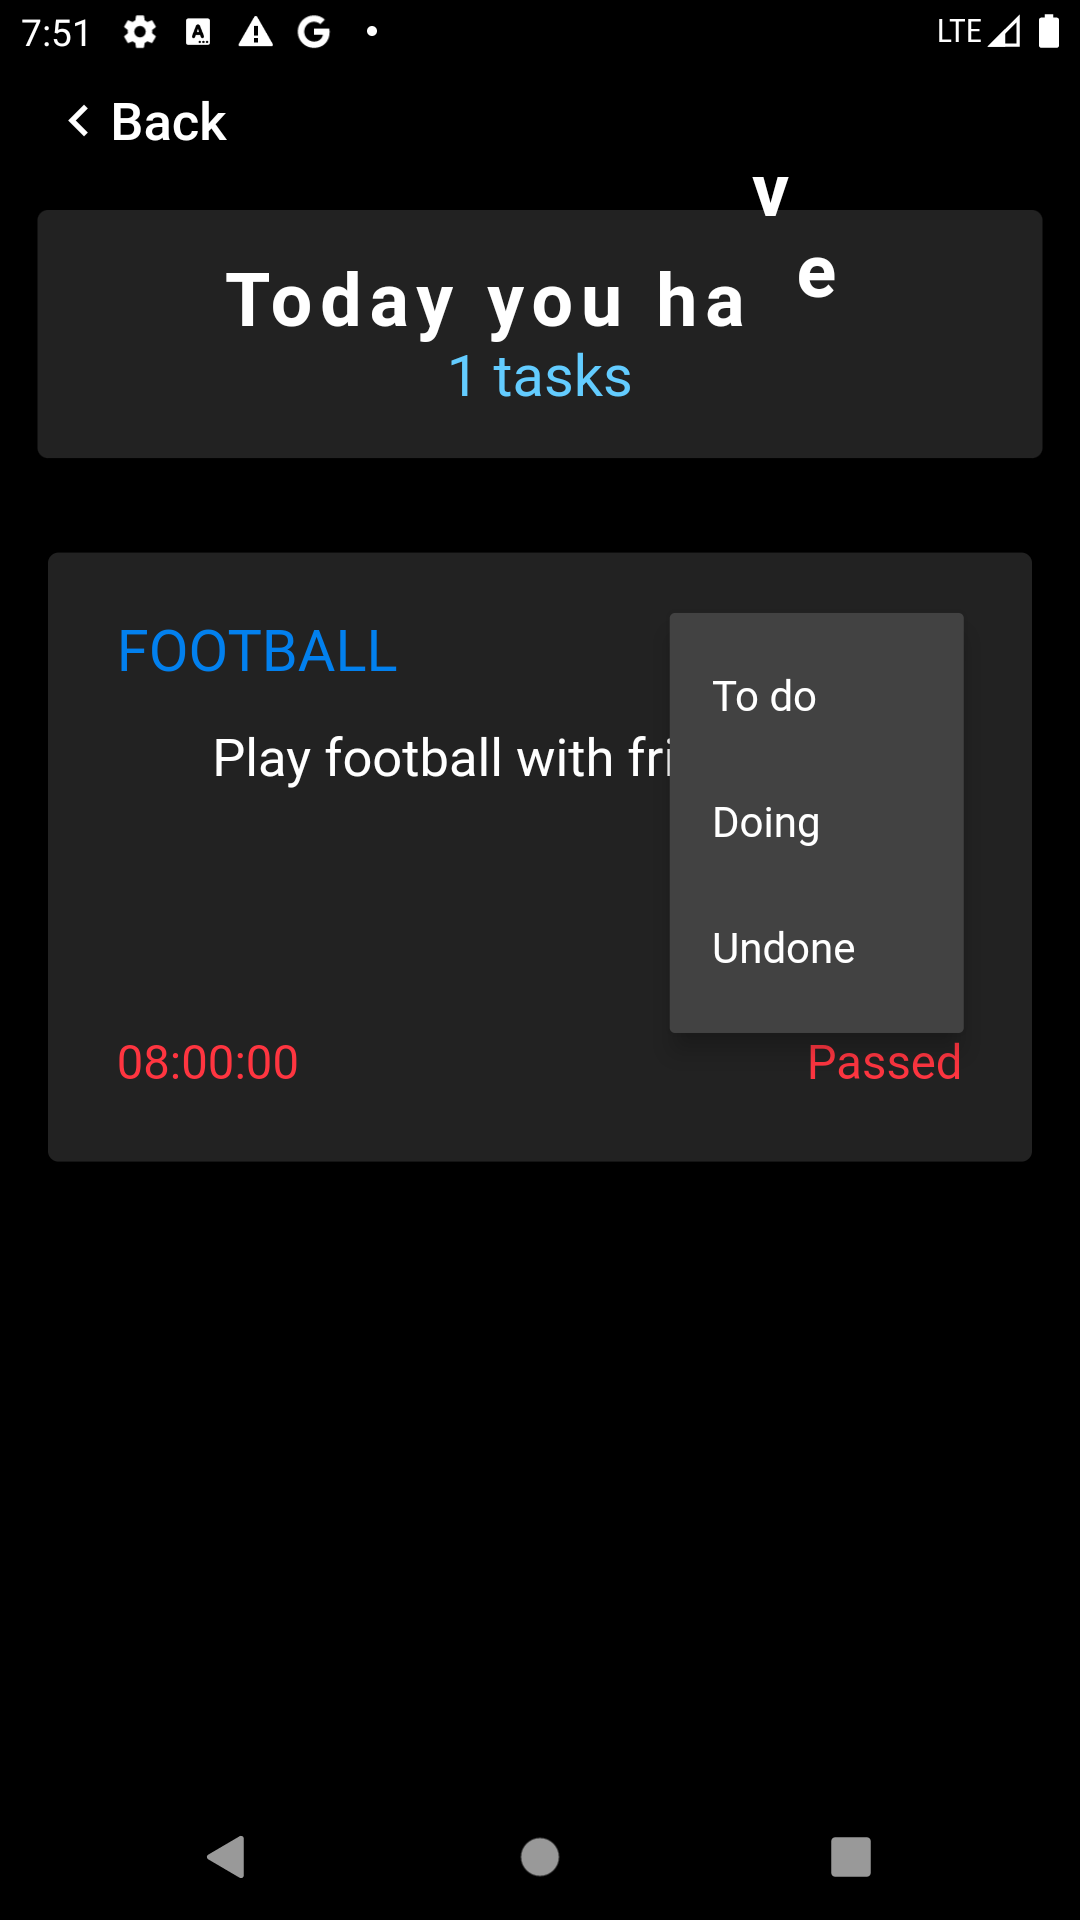 7:51 LTE
Back
Today you have
1 tasks
FOOTBALL
To do
Play football with fri
Doing
Undone
08:00:00 Passed